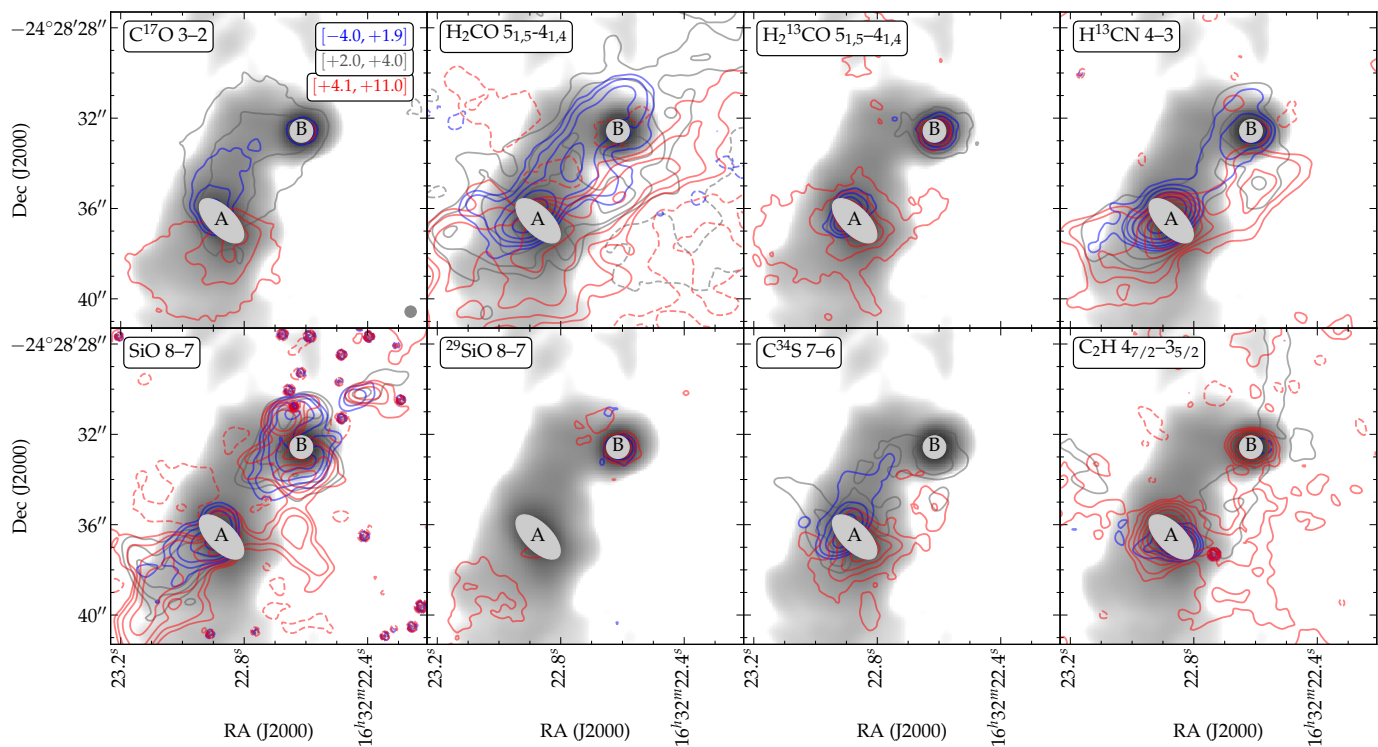 −24°28′28″
32″
36″
40″
Dec (J2000)
C¹⁷O 3–2
[−4.0, +1.9]
[+2.0, +4.0]
[+4.1, +11.0]
A
B
H₂CO 5₁,₅-4₁,₄
A
B
H₂¹³CO 5₁,₅–4₁,₄
A
B
H¹³CN 4–3
A
B
−24°28′28″
32″
36″
40″
Dec (J2000)
SiO 8–7
A
B
²⁹SiO 8–7
A
B
C³⁴S 7–6
A
B
C₂H 4₇/₂–3₅/₂
A
B
23.2ˢ
22.8ˢ
16ʰ32ᵐ22.4ˢ
RA (J2000)
23.2ˢ
22.8ˢ
16ʰ32ᵐ22.4ˢ
RA (J2000)
23.2ˢ
22.8ˢ
16ʰ32ᵐ22.4ˢ
RA (J2000)
23.2ˢ
22.8ˢ
16ʰ32ᵐ22.4ˢ
RA (J2000)